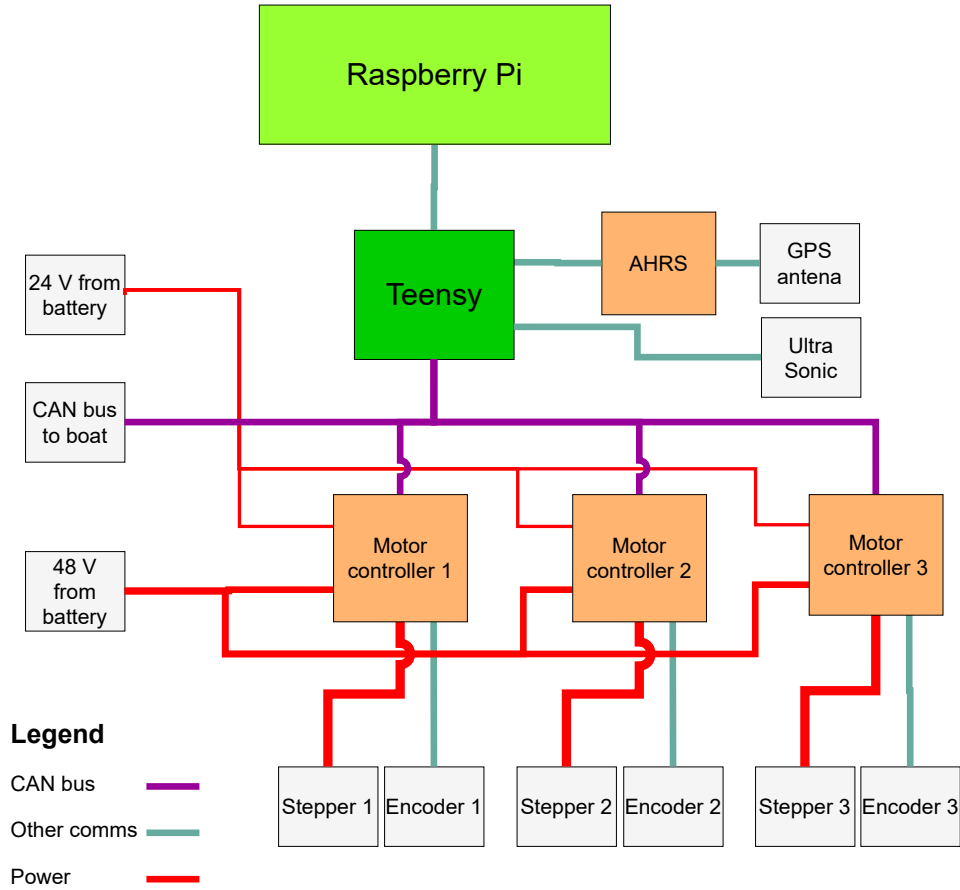 Raspberry Pi
Teensy
AHRS
GPS
antena
Ultra
Sonic
24 V from
battery
CAN bus
to boat
48 V
from
battery
Motor
controller 1
Motor
controller 2
Motor
controller 3
Stepper 1
Encoder 1
Stepper 2
Encoder 2
Stepper 3
Encoder 3
Legend
CAN bus
Other comms
Power